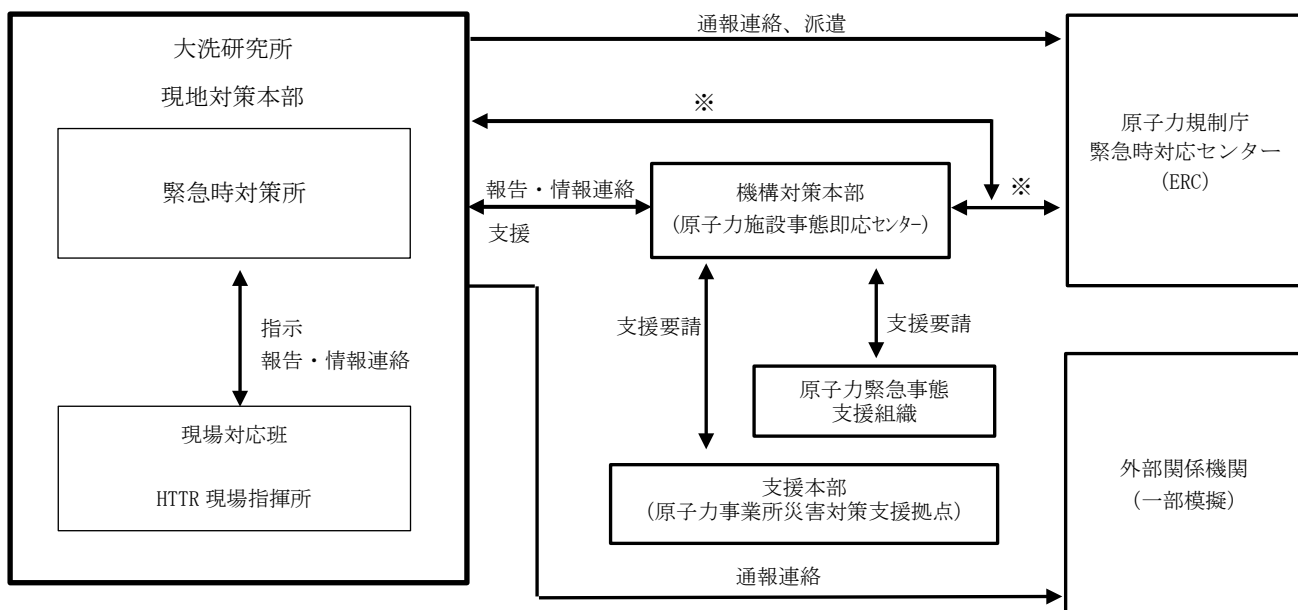 大洗研究所
現地対策本部
緊急時対策所
指示
報告・情報連絡
現場対応班
HTTR 現場指揮所
通報連絡、派遣
※
報告・情報連絡
支援
機構対策本部
(原子力施設事態即応センター)
※
支援要請
支援要請
原子力緊急事態
支援組織
支援本部
(原子力事業所災害対策支援拠点)
通報連絡
原子力規制庁
緊急時対応センター
(ERC)
外部関係機関
(一部模擬)